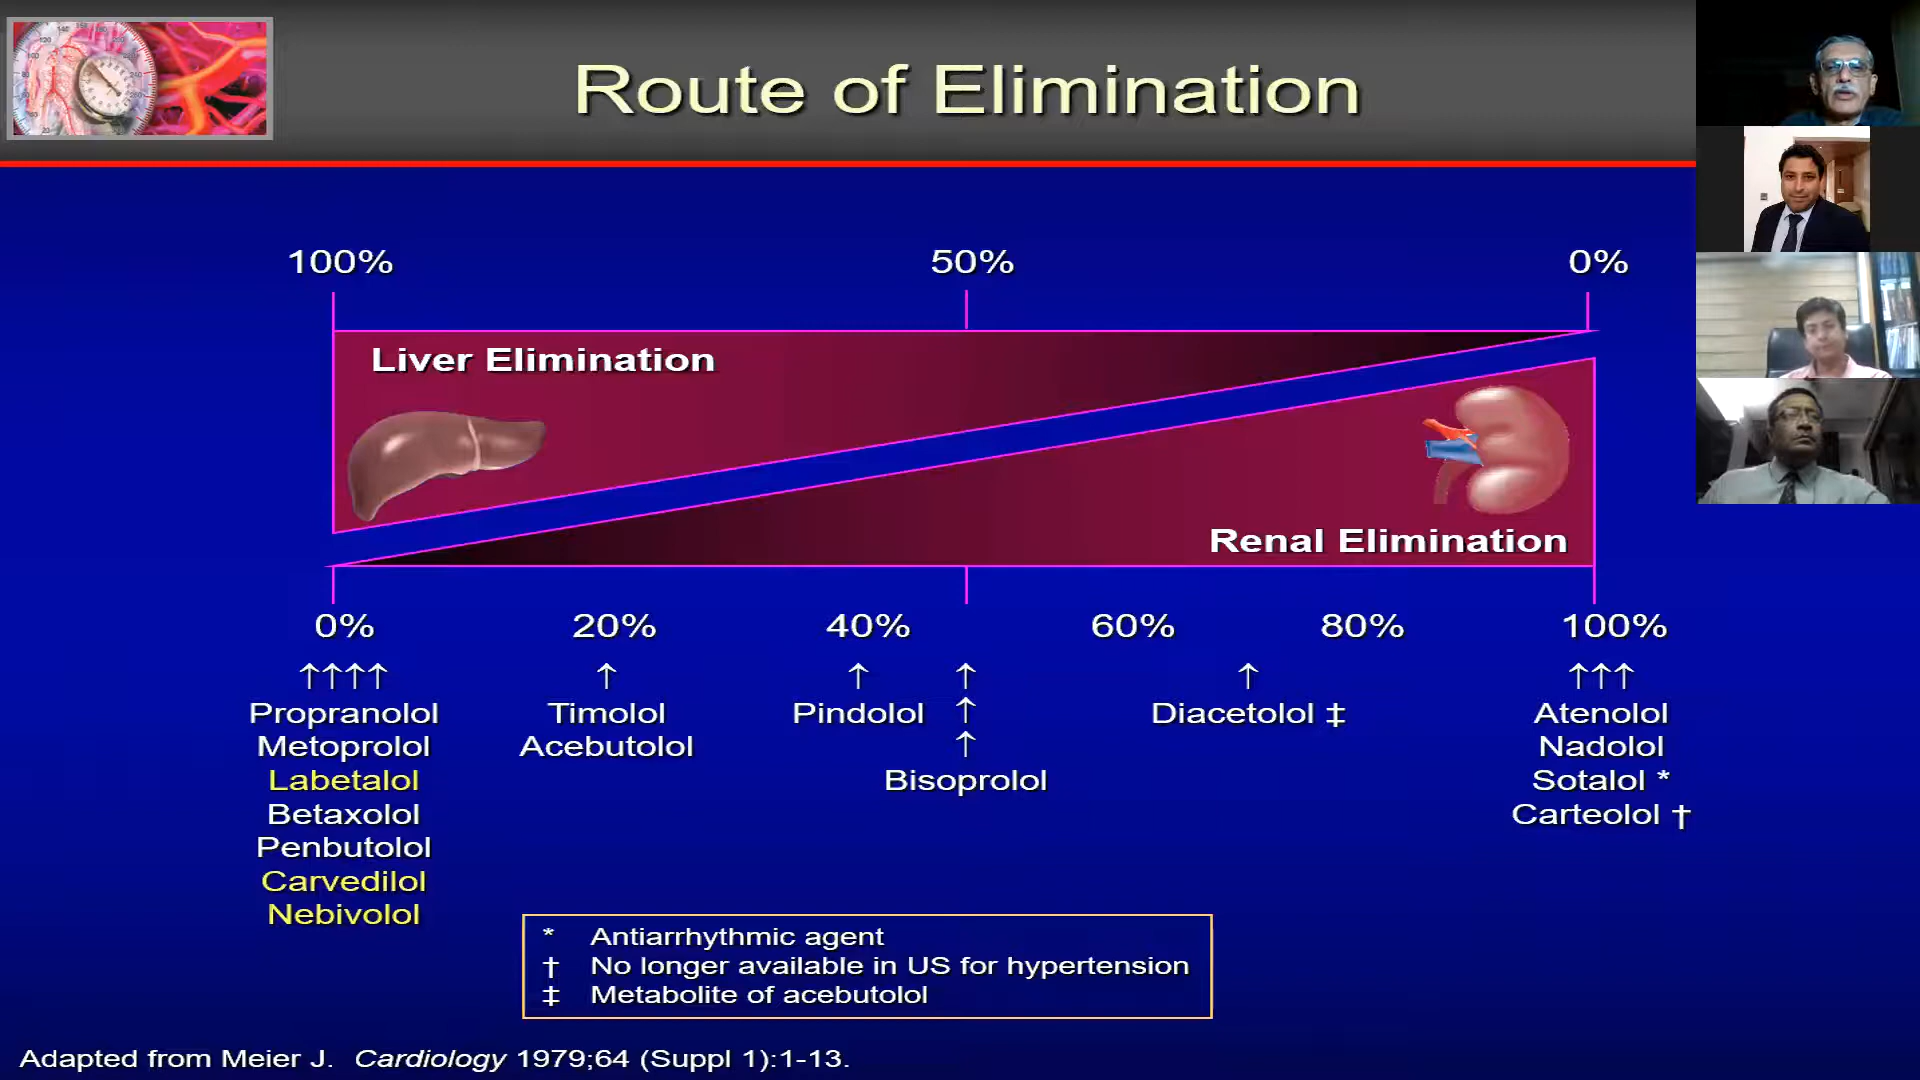 Route of Elimination
100% 50% 0%
Liver Elimination
Renal Elimination
0% 20% 40% 60% 80% 100%
↑↑↑↑ ↑ ↑ ↑ ↑ ↑↑↑
Propranolol Timolol Pindolol ↑ Diacetolol ‡ Atenolol
Metoprolol Acebutolol ↑ Nadolol
Labetalol Bisoprolol Sotalol *
Betaxolol Carteolol †
Penbutolol
Carvedilol
Nebivolol
* Antiarrhythmic agent
† No longer available in US for hypertension
‡ Metabolite of acebutolol
Adapted from Meier J. Cardiology 1979;64 (Suppl 1):1-13.